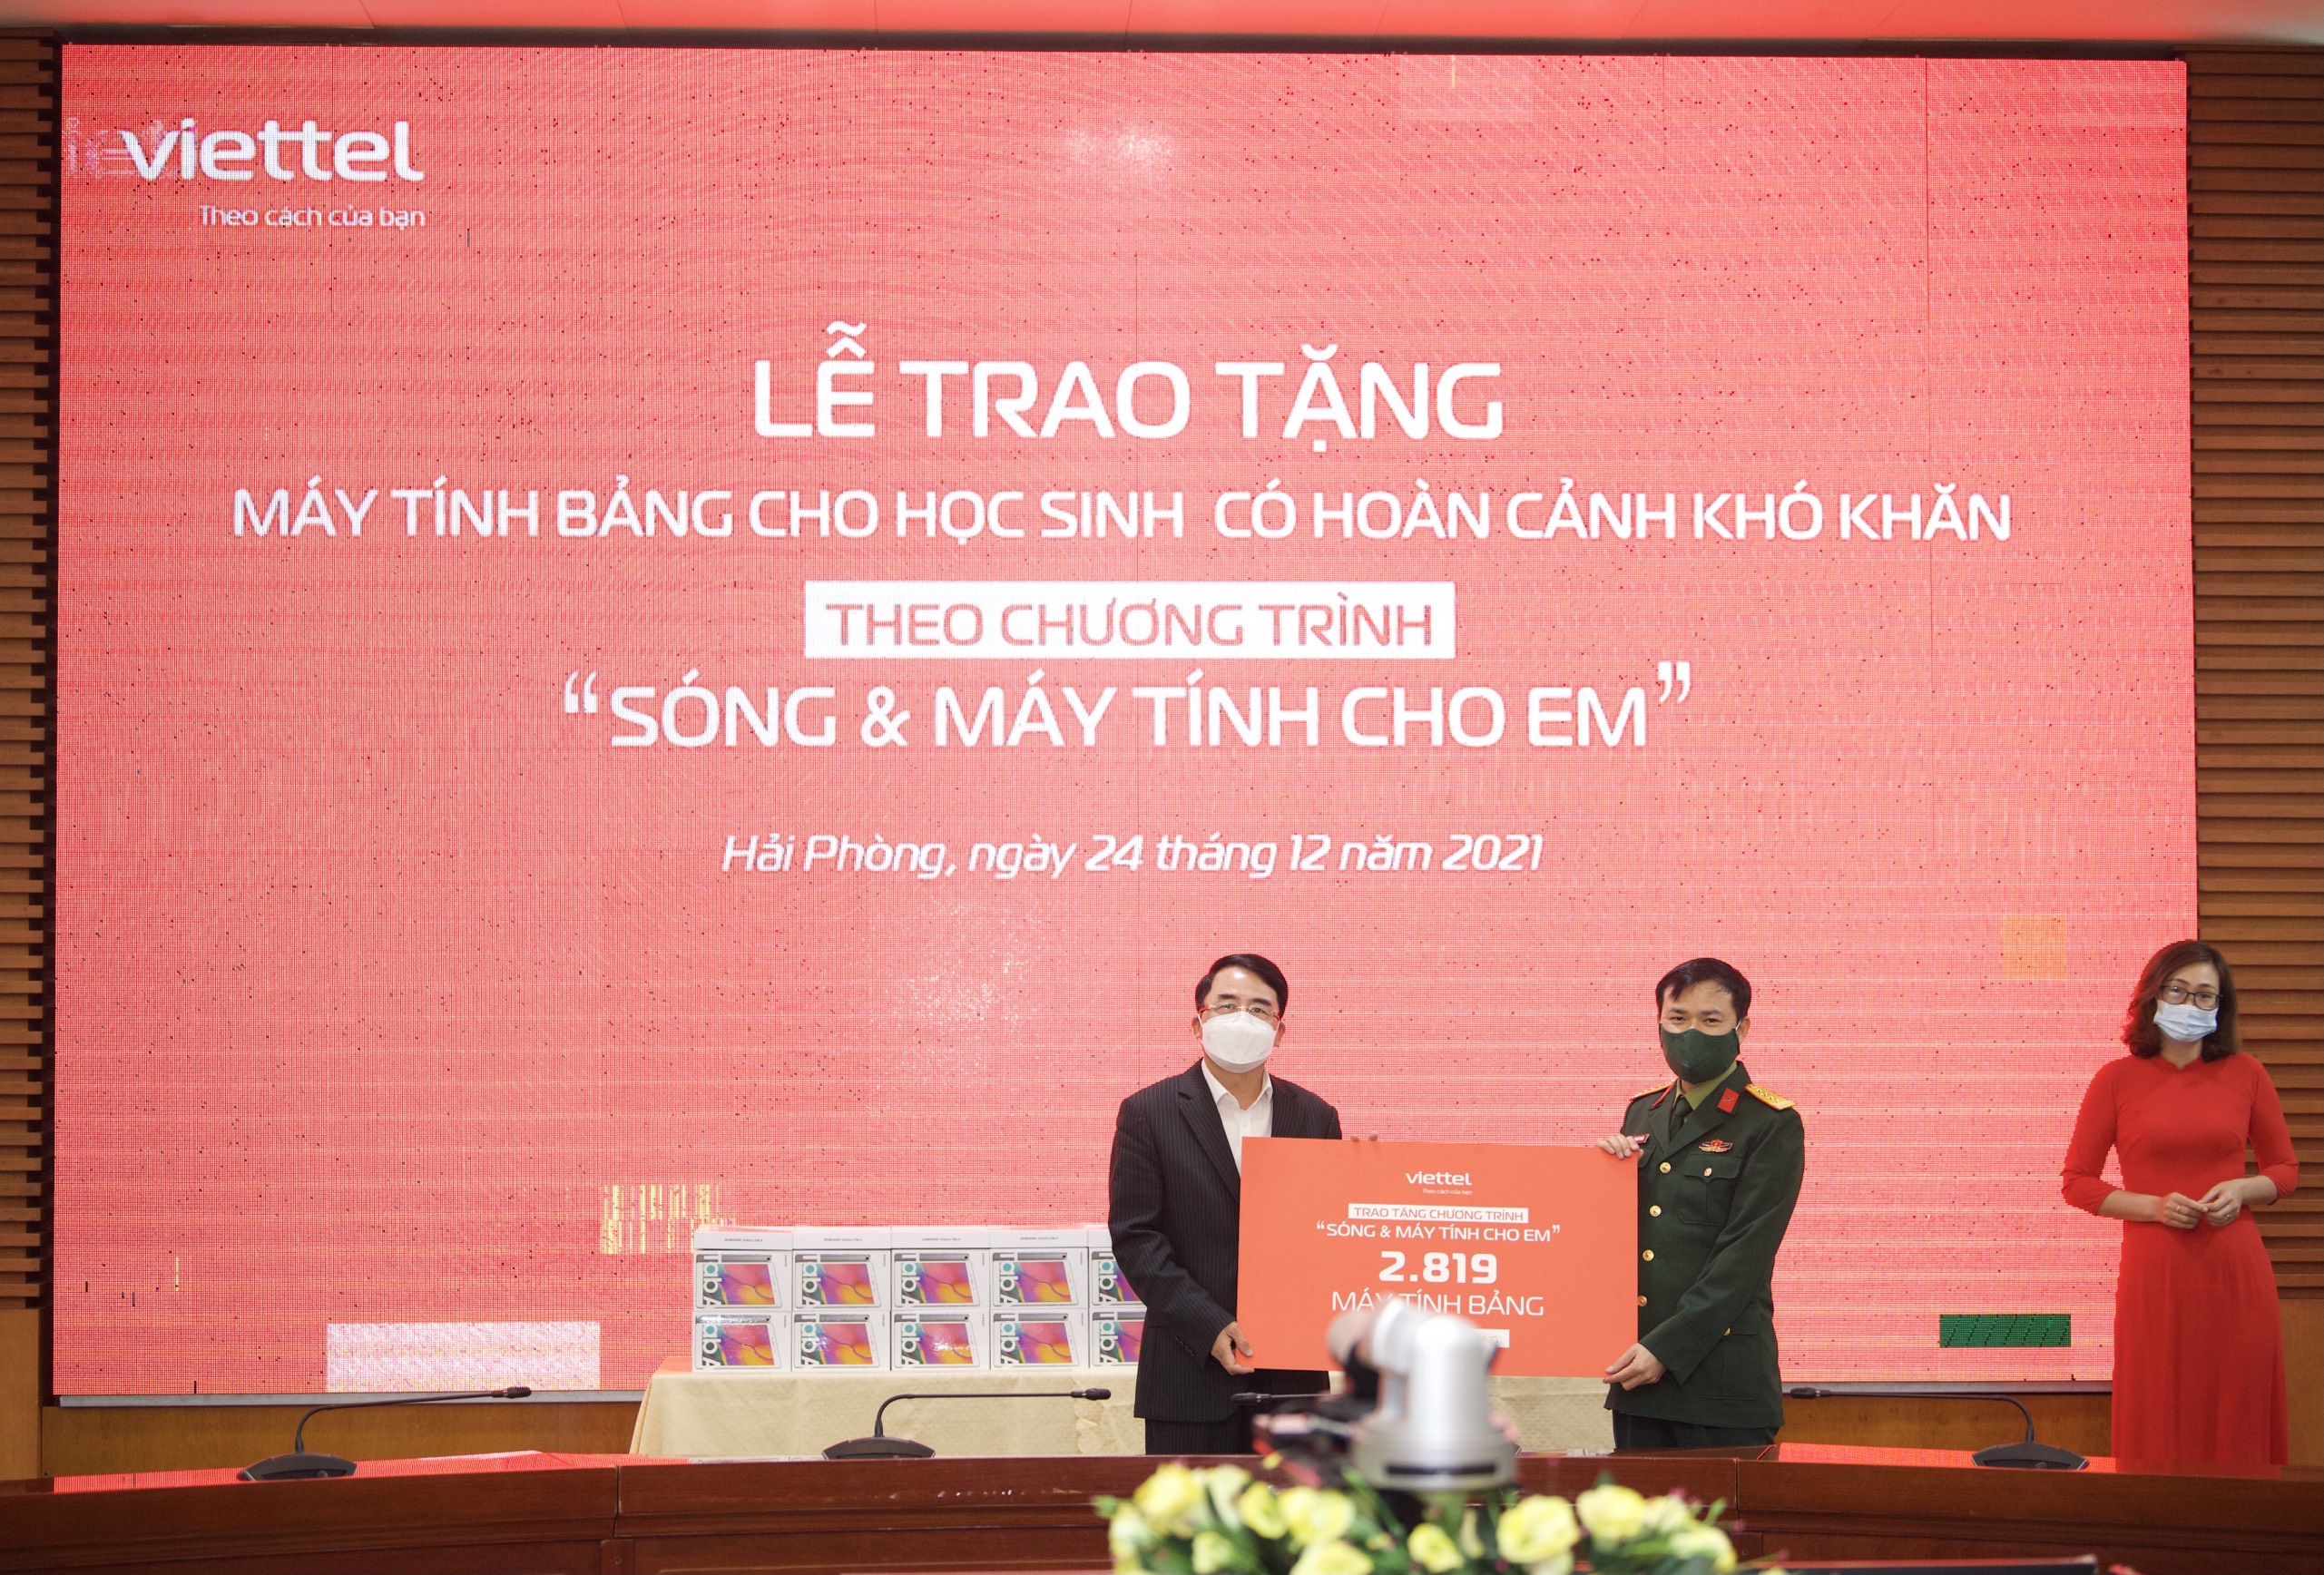 viettel
Theo cách của bạn
LỄ TRAO TẶNG
MÁY TÍNH BẢNG CHO HỌC SINH CÓ HOÀN CẢNH KHÓ KHĂN
THEO CHƯƠNG TRÌNH
“SÓNG & MÁY TÍNH CHO EM”
Hải Phòng, ngày 24 tháng 12 năm 2021
viettel
Theo cách của bạn
TRAO TẶNG CHƯƠNG TRÌNH
“SÓNG & MÁY TÍNH CHO EM”
2.819
MÁY TÍNH BẢNG